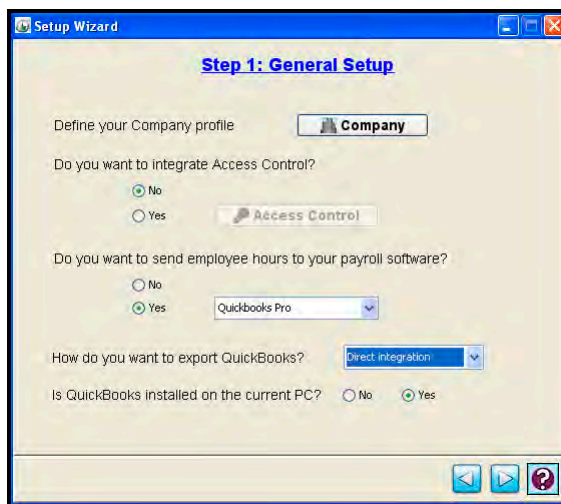 Setup Wizard
Step 1: General Setup
Define your Company profile Company
Do you want to integrate Access Control?
No
Yes Access Control
Do you want to send employee hours to your payroll software?
No
Yes Quickbooks Pro
How do you want to export QuickBooks? Direct integration
Is QuickBooks installed on the current PC? No Yes
?